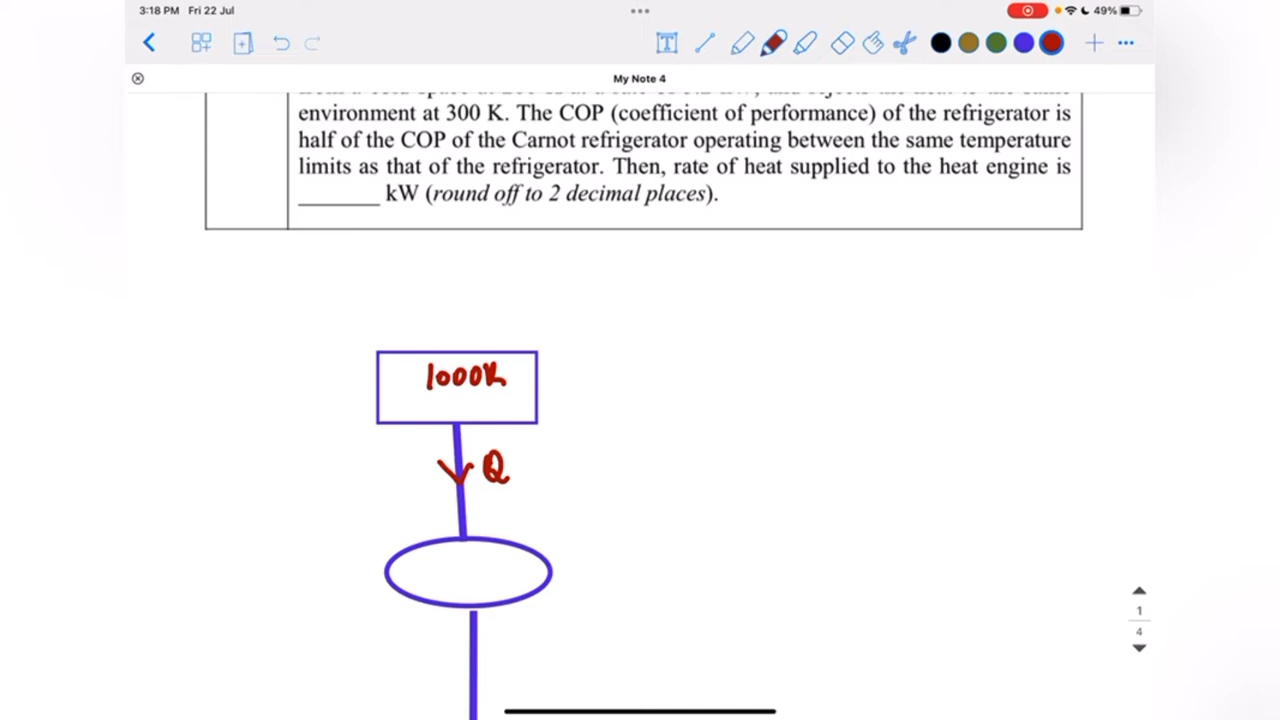 3:18 PM Fri 22 Jul
49%
My Note 4
environment at 300 K. The COP (coefficient of performance) of the refrigerator is
half of the COP of the Carnot refrigerator operating between the same temperature
limits as that of the refrigerator. Then, rate of heat supplied to the heat engine is
________ kW (round off to 2 decimal places).
1000K
Q
1
4